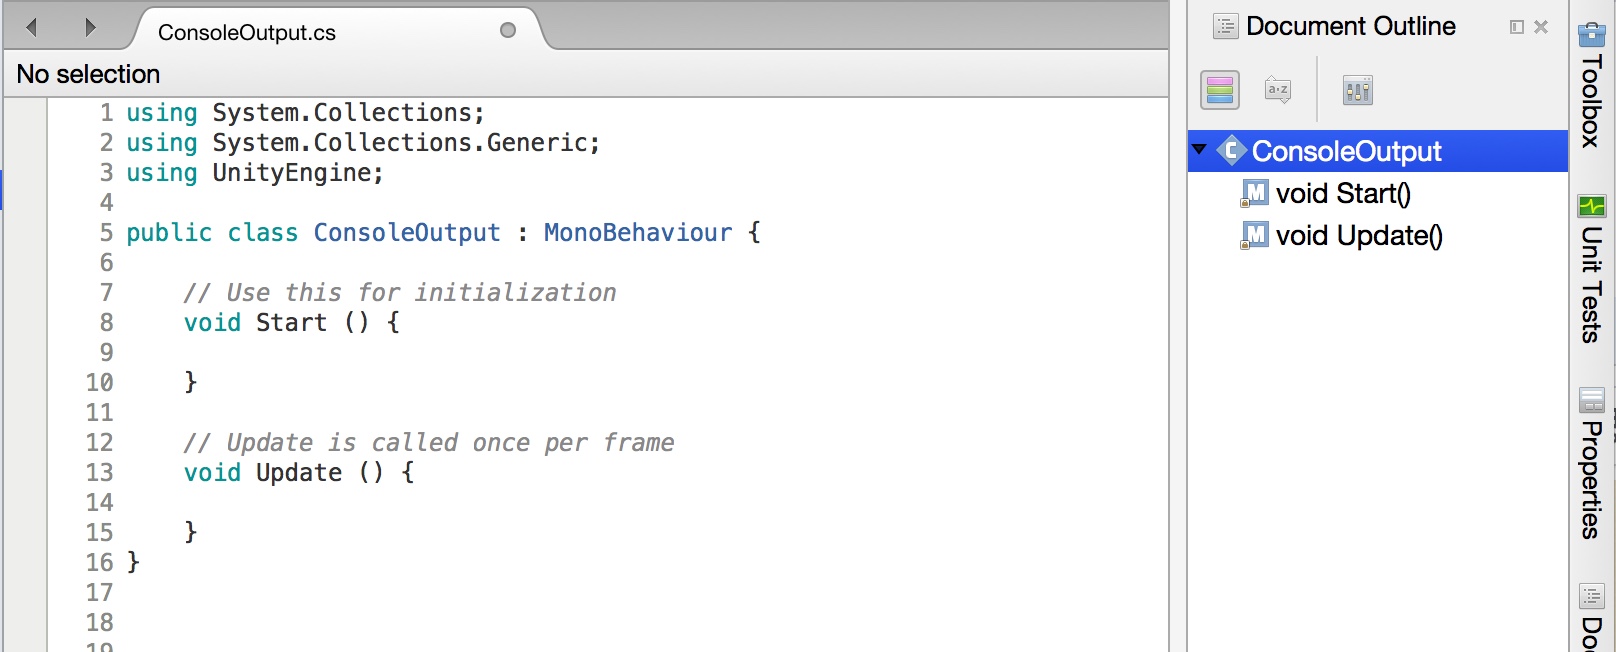 ConsoleOutput.cs
No selection
1 using System.Collections;
2 using System.Collections.Generic;
3 using UnityEngine;
4
5 public class ConsoleOutput : MonoBehaviour {
6
7 // Use this for initialization
8 void Start () {
9
10 }
11
12 // Update is called once per frame
13 void Update () {
14
15 }
16 }
17
18
19
Document Outline
a-z
C ConsoleOutput
M void Start()
M void Update()
Toolbox
Unit Tests
Properties